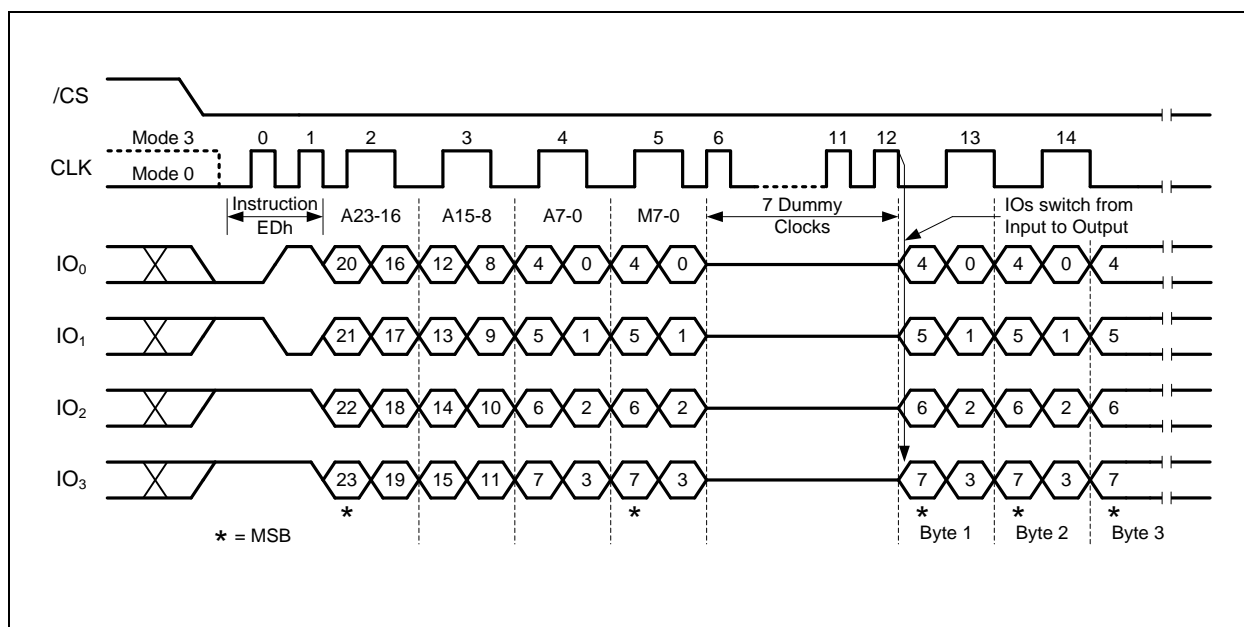 /CS
Mode 3 0 1 2 3 4 5 6 11 12 13 14
CLK
Mode 0
Instruction A23-16 A15-8 A7-0 M7-0 7 Dummy IOs switch from
EDh Clocks Input to Output
IO0 20 16 12 8 4 0 4 0 4 0 4 0 4
IO1 21 17 13 9 5 1 5 1 5 1 5 1 5
IO2 22 18 14 10 6 2 6 2 6 2 6 2 6
IO3 23 19 15 11 7 3 7 3 7 3 7 3 7
* * * * *
* = MSB Byte 1 Byte 2 Byte 3